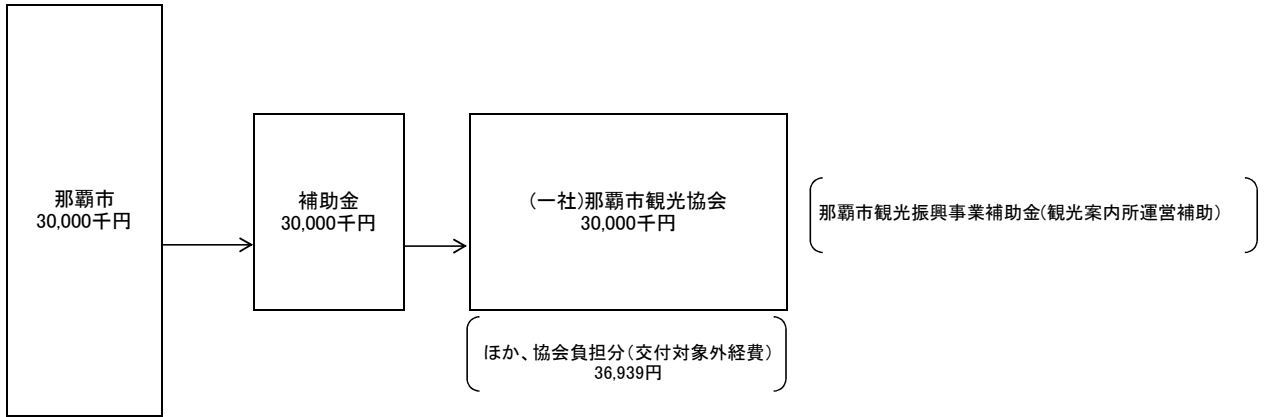 那覇市
30,000千円
補助金
30,000千円
(一社)那覇市観光協会
30,000千円
那覇市観光振興事業補助金(観光案内所運営補助)
ほか、協会負担分(交付対象外経費)
36,939円